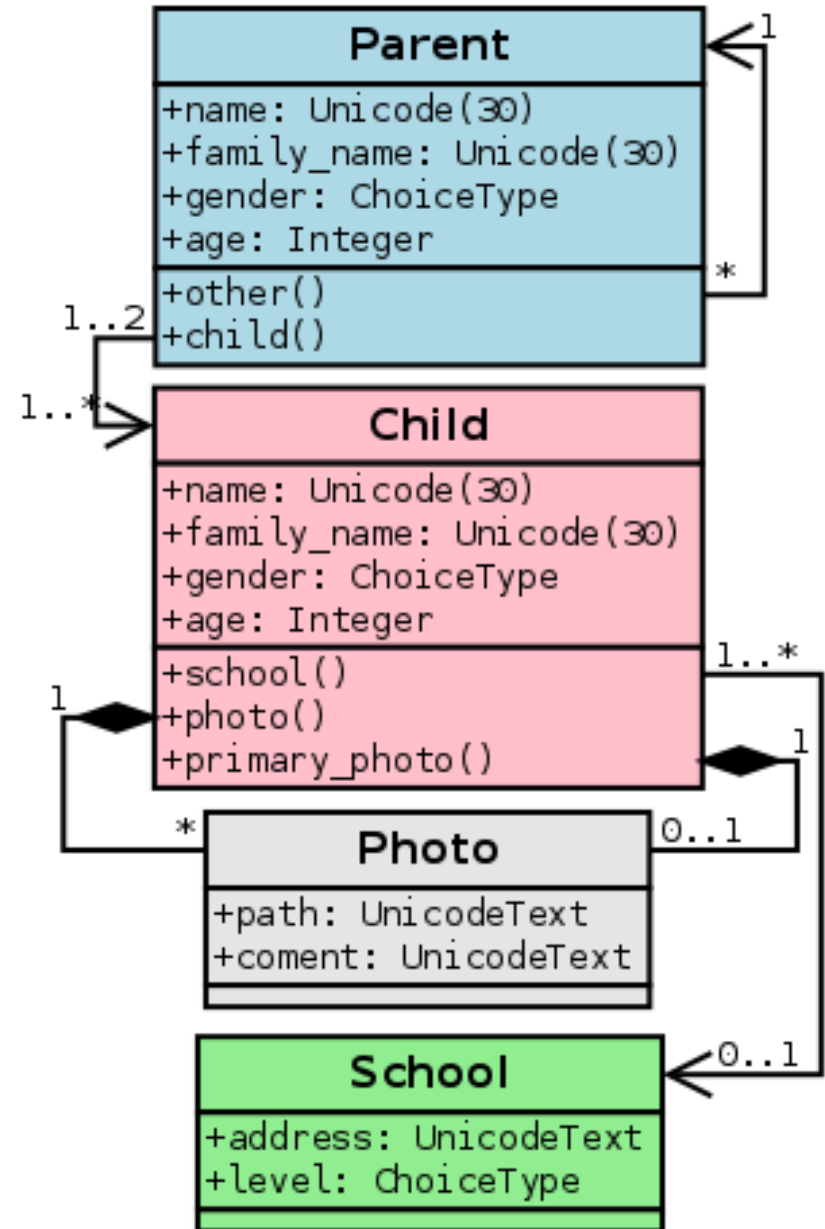 Parent
1
+name: Unicode(30)
+family_name: Unicode(30)
+gender: ChoiceType
+age: Integer
*
+other()
1..2
+child()
1..*
Child
+name: Unicode(30)
+family_name: Unicode(30)
+gender: ChoiceType
+age: Integer
1..*
+school()
1
+photo()
1
+primary_photo()
*
0..1
Photo
+path: UnicodeText
+coment: UnicodeText
0..1
School
+address: UnicodeText
+level: ChoiceType